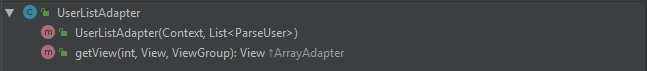 UserListAdapter
UserListAdapter(Context, List<ParseUser>)
getView(int, View, ViewGroup): View ↑ArrayAdapter